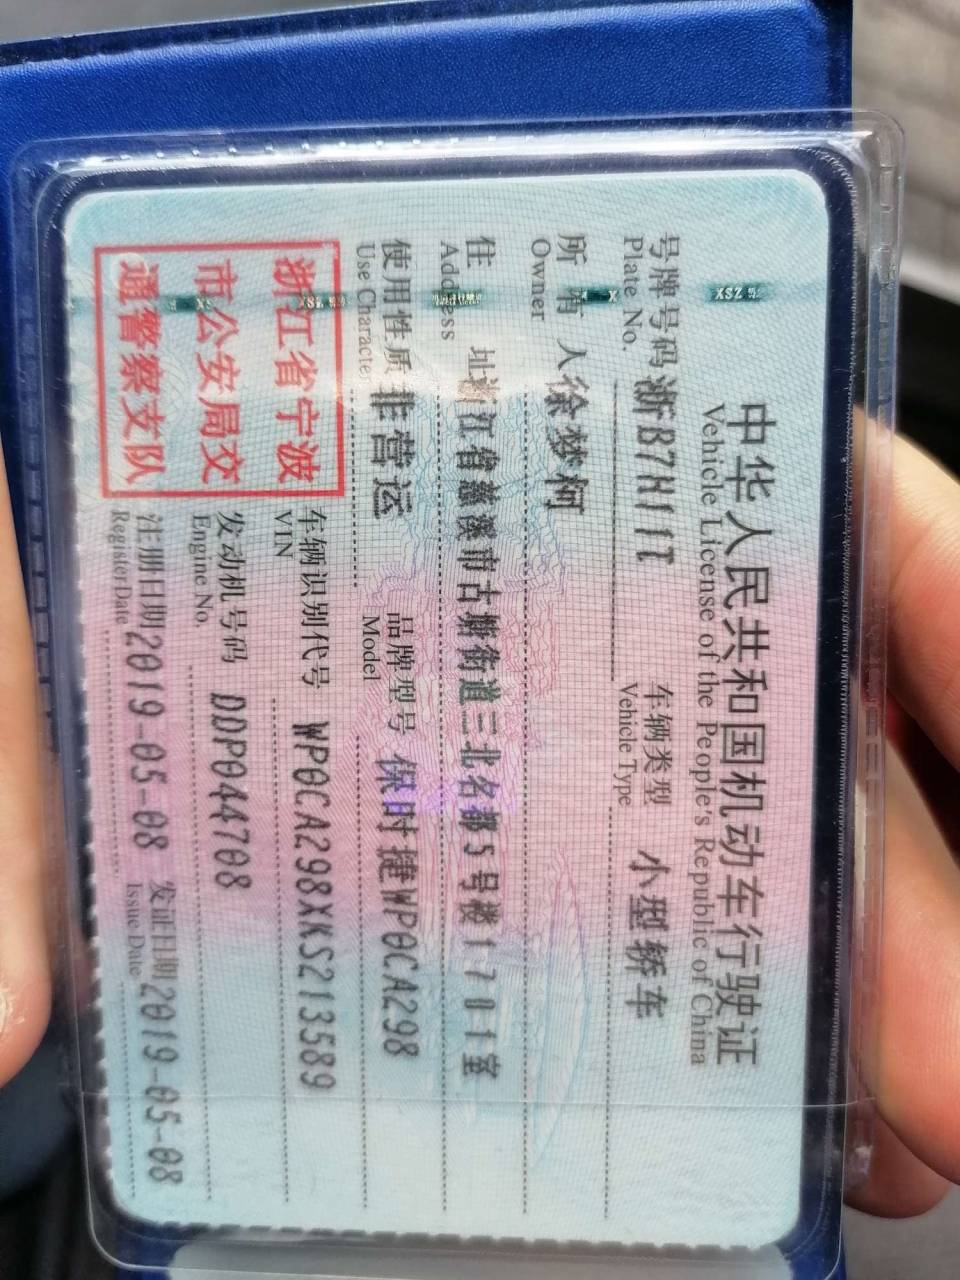 中华人民共和国机动车行驶证
Vehicle License of the People's Republic of China
号牌号码 浙B7H11T 车辆类型 小型轿车
Plate No. Vehicle Type
所有人 徐梦柯
Owner
住址 浙江省慈溪市古塘街道三北名都5号楼1701室
Address
使用性质 非营运 品牌型号 保时捷WP0CA298
Use Character Model
浙江省宁波
市公安局交
通警察支队
车辆识别代号 WP0CA298XKS213589
VIN
发动机号码 DDP044708
Engine No.
注册日期 2019-05-08 发证日期 2019-05-08
Register Date Issue Date